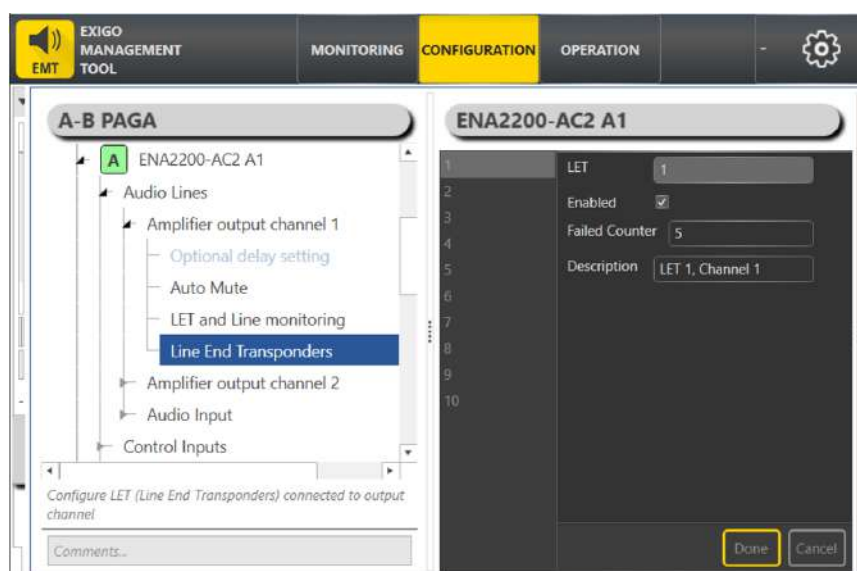 EXIGO
MANAGEMENT
TOOL
EMT
MONITORING
CONFIGURATION
OPERATION
-
A-B PAGA
A ENA2200-AC2 A1
Audio Lines
Amplifier output channel 1
Optional delay setting
Auto Mute
LET and Line monitoring
Line End Transponders
Amplifier output channel 2
Audio Input
Control Inputs
Configure LET (Line End Transponders) connected to output
channel
Comments...
ENA2200-AC2 A1
1
2
3
4
5
6
7
8
9
10
LET 1
Enabled
Failed Counter 5
Description LET 1, Channel 1
Done Cancel